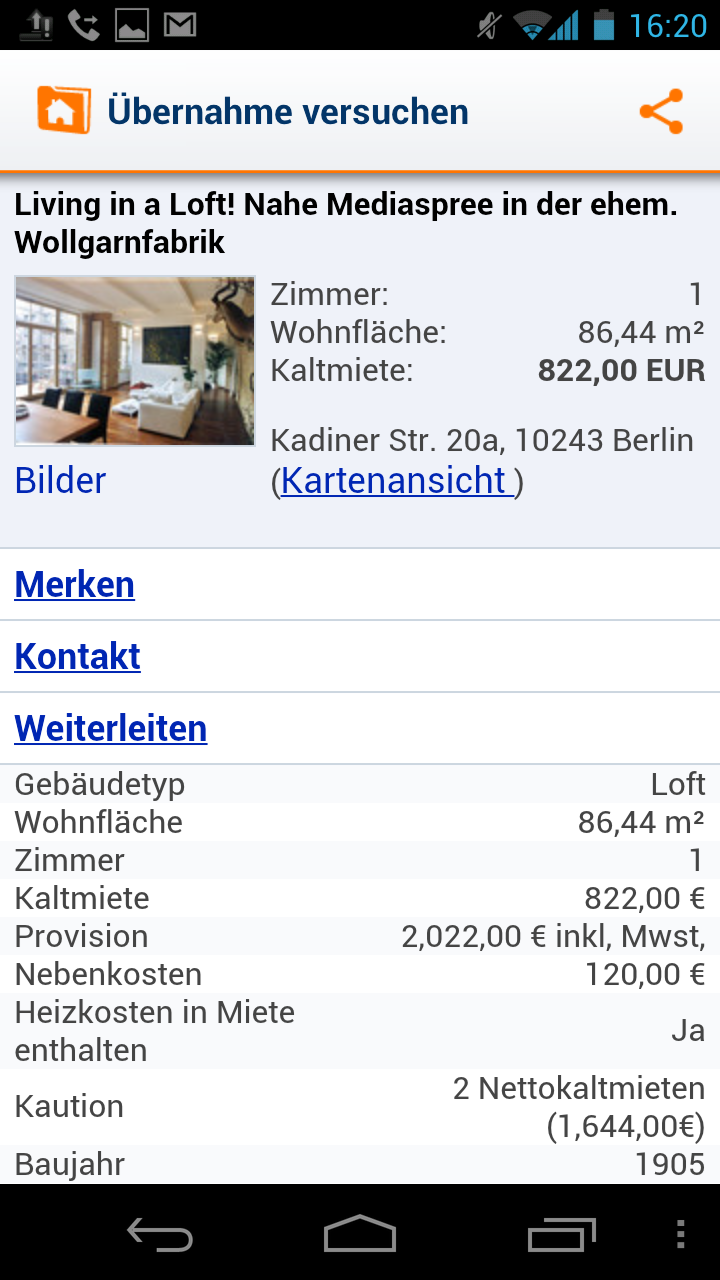 16:20
Übernahme versuchen
Living in a Loft! Nahe Mediaspree in der ehem.
Wollgarnfabrik
Zimmer: 1
Wohnfläche: 86,44 m²
Kaltmiete: 822,00 EUR
Kadiner Str. 20a, 10243 Berlin
Bilder
(Kartenansicht )
Merken
Kontakt
Weiterleiten
Gebäudetyp Loft
Wohnfläche 86,44 m²
Zimmer 1
Kaltmiete 822,00 €
Provision 2,022,00 € inkl, Mwst,
Nebenkosten 120,00 €
Heizkosten in Miete
enthalten Ja
Kaution 2 Nettokaltmieten
(1,644,00€)
Baujahr 1905